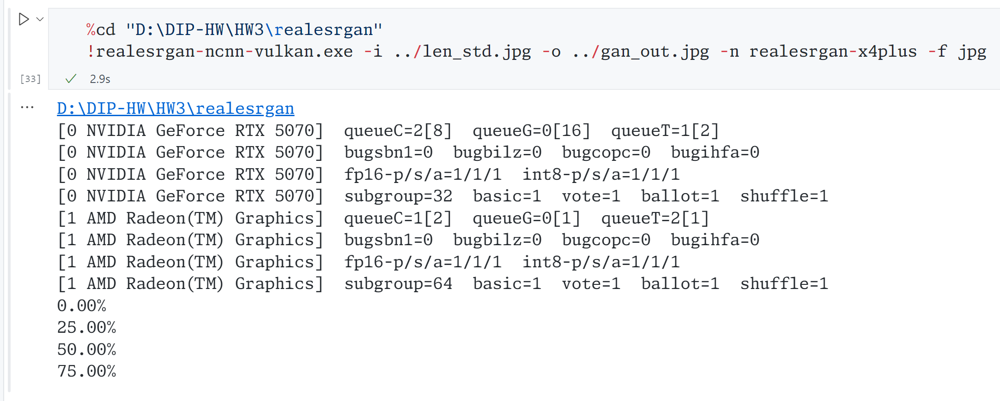 %cd "D:\DIP-HW\HW3\realesrgan"
!realesrgan-ncnn-vulkan.exe -i ../len_std.jpg -o ../gan_out.jpg -n realesrgan-x4plus -f jpg
[33] ✓ 2.9s
... D:\DIP-HW\HW3\realesrgan
[0 NVIDIA GeForce RTX 5070]  queueC=2[8]  queueG=0[16]  queueT=1[2]
[0 NVIDIA GeForce RTX 5070]  bugsbn1=0  bugbilz=0  bugcopc=0  bugihfa=0
[0 NVIDIA GeForce RTX 5070]  fp16-p/s/a=1/1/1  int8-p/s/a=1/1/1
[0 NVIDIA GeForce RTX 5070]  subgroup=32  basic=1  vote=1  ballot=1  shuffle=1
[1 AMD Radeon(TM) Graphics]  queueC=1[2]  queueG=0[1]  queueT=2[1]
[1 AMD Radeon(TM) Graphics]  bugsbn1=0  bugbilz=0  bugcopc=0  bugihfa=0
[1 AMD Radeon(TM) Graphics]  fp16-p/s/a=1/1/1  int8-p/s/a=1/1/1
[1 AMD Radeon(TM) Graphics]  subgroup=64  basic=1  vote=1  ballot=1  shuffle=1
0.00%
25.00%
50.00%
75.00%